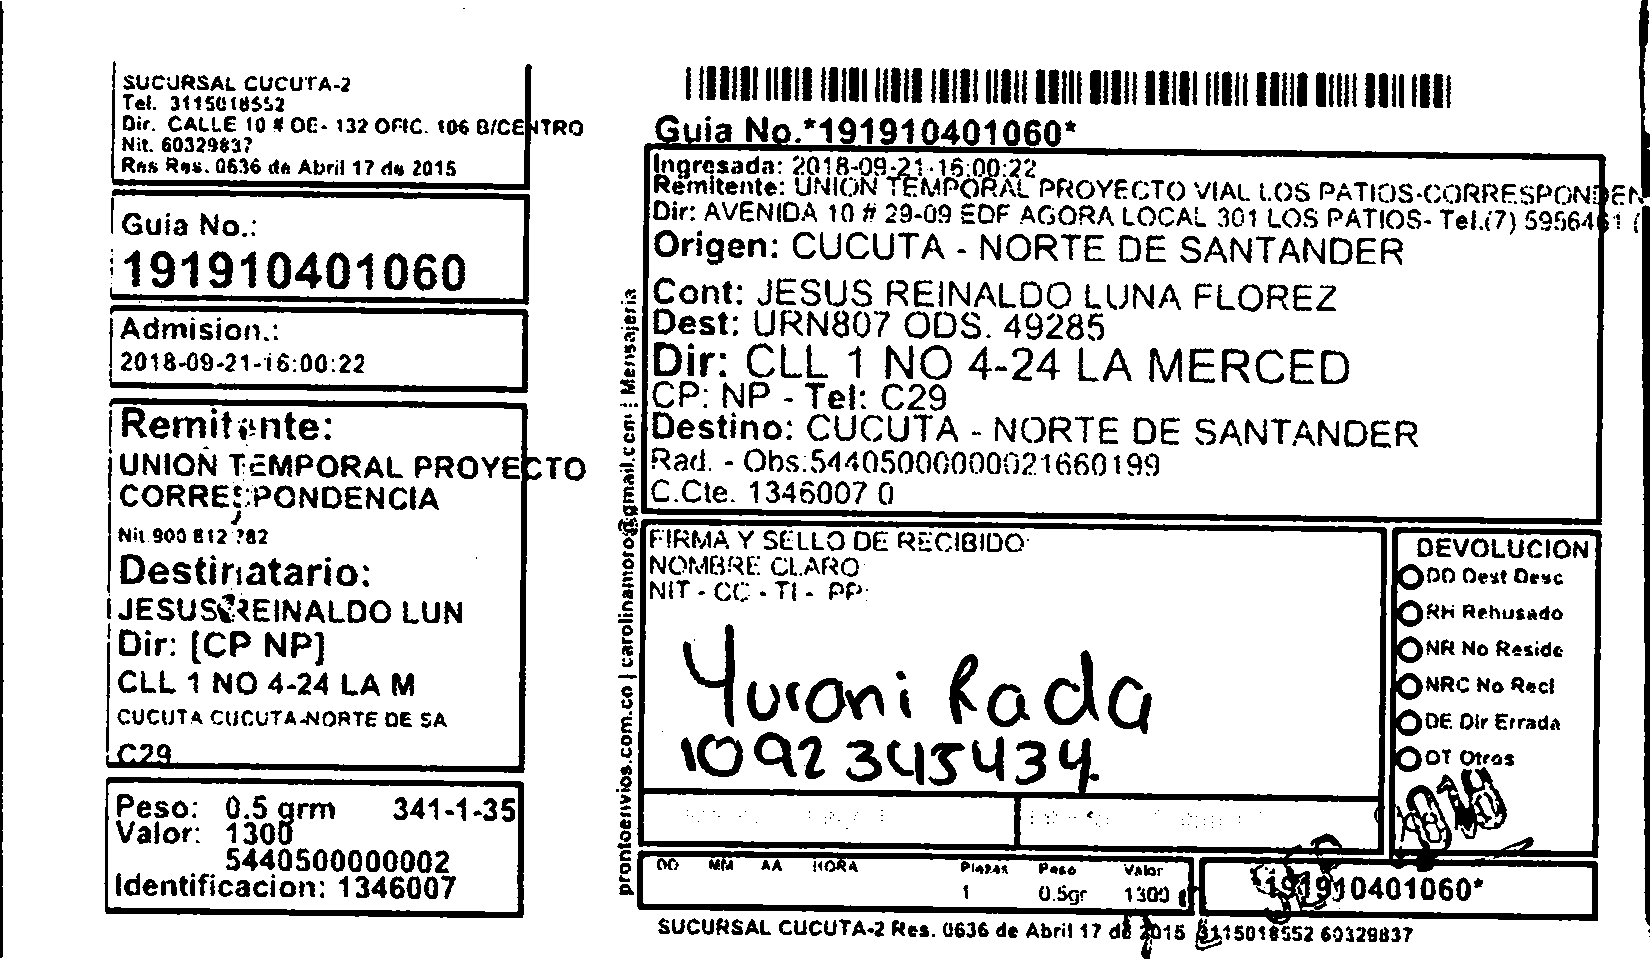 SUCURSAL CUCUTA-2
Tel. 3115018552
Dir. CALLE 10 # OE- 132 OFIC. 106 B/CENTRO
Nit. 60329837
Res Res. 0636 de Abril 17 de 2015
Guia No.:
191910401060
Admision.:
2018-09-21-16:00:22
Remitente:
UNION TEMPORAL PROYECTO
CORRESPONDENCIA
Nit 900 812 782
Destinatario:
JESUS REINALDO LUN
Dir: [CP NP]
CLL 1 NO 4-24 LA M
CUCUTA CUCUTA-NORTE DE SA
C29
Peso: 0.5 grm 341-1-35
Valor: 1300
5440500000002
Identificacion: 1346007
prontoenvios.com.co | carolinamoro@gmail.com | Mensajeria
Guia No.*191910401060*
Ingresada: 2018-09-21-16:00:22
Remitente: UNION TEMPORAL PROYECTO VIAL LOS PATIOS-CORRESPONDEN
Dir: AVENIDA 10 # 29-09 EDF AGORA LOCAL 301 LOS PATIOS- Tel.(7) 5956461 (
Origen: CUCUTA - NORTE DE SANTANDER
Cont: JESUS REINALDO LUNA FLOREZ
Dest: URN807 ODS. 49285
Dir: CLL 1 NO 4-24 LA MERCED
CP: NP - Tel: C29
Destino: CUCUTA - NORTE DE SANTANDER
Rad. - Obs:544050000000021660199
C.Cte. 1346007 0
FIRMA Y SELLO DE RECIBIDO
NOMBRE CLARO
NIT - CC - TI - PP:
Yurani Rada
1092345434
DEVOLUCION
DD Dest Desc
RH Rehusado
NR No Reside
NRC No Recl
DE Dir Errada
OT Otros
DD MM AA HORA Piezas Peso Valor
1 0.5gr 1300
*191910401060*
SUCURSAL CUCUTA-2 Res. 0636 de Abril 17 de 2015 3115018552 60329837